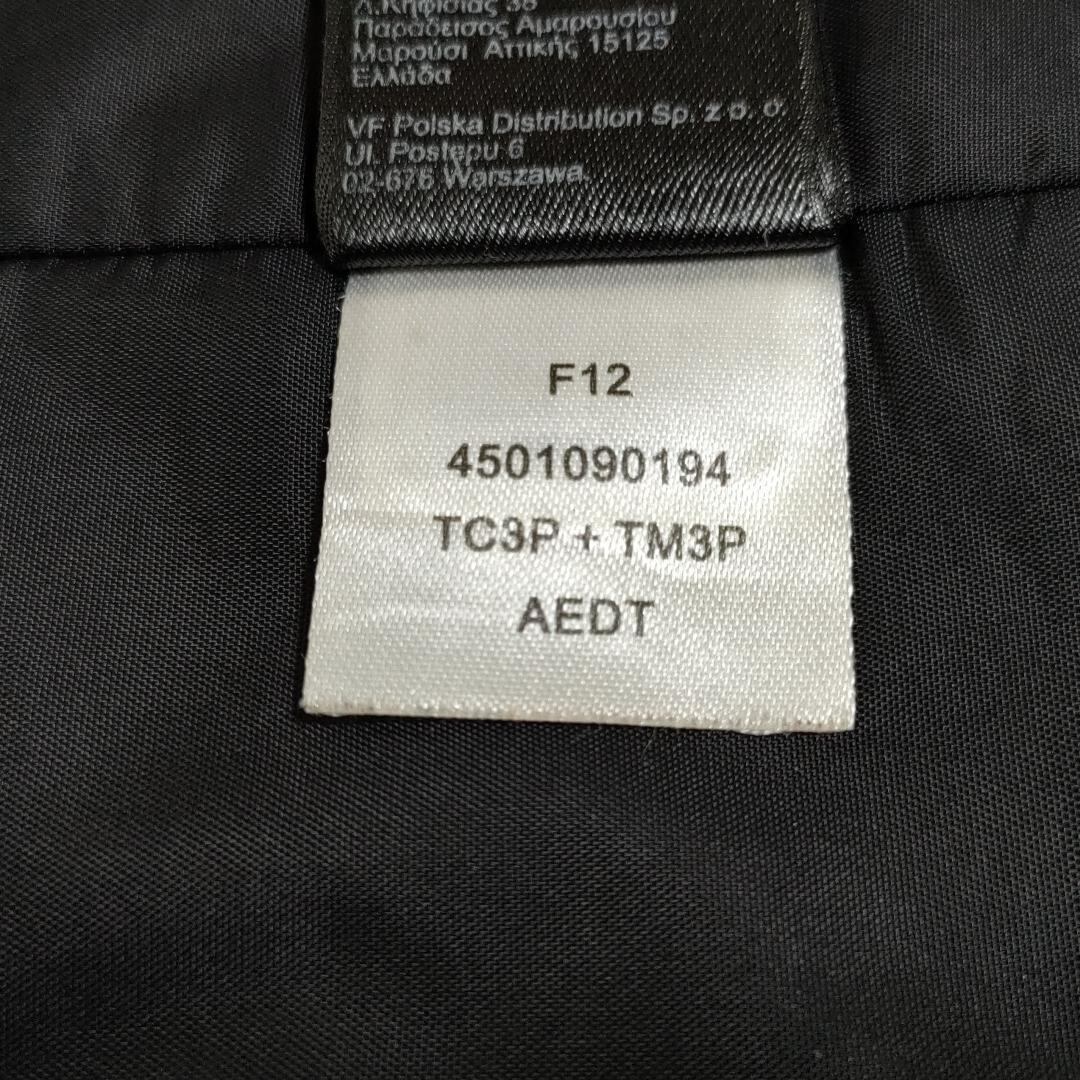 Λ.Κηφισίας 38
Παράδεισος Αμαρουσίου
Μαρούσι Αττικής 15125
Ελλάδα
VF Polska Distribution Sp. z o. o.
Ul. Postępu 6
02-676 Warszawa.
F12
4501090194
TC3P + TM3P
AEDT